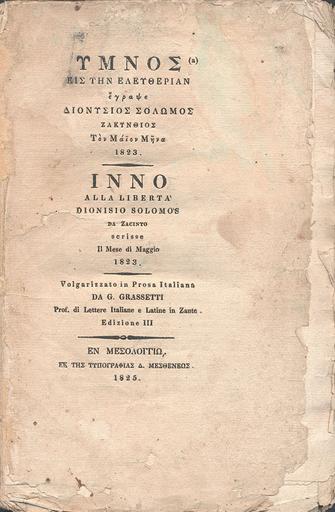 ΥΜΝΟΣ (a)
ΕΙΣ ΤΗΝ ΕΛΕΥΘΕΡΙΑΝ
ἔγραψε
ΔΙΟΝΥΣΙΟΣ ΣΟΛΩΜΟΣ
ΖΑΚΥΝΘΙΟΣ
Τὸν Μάϊον Μῆνα
1823.
INNO
ALLA LIBERTA'
DIONISIO SOLOMOS
DA ZACINTO
scrisse
Il Mese di Maggio
1823.
Volgarizzato in Prosa Italiana
DA G. GRASSETTI
Prof. di Lettere Italiane e Latine in Zante.
Edizione III
ΕΝ ΜΕΣΟΛΟΓΓΙῼ,
ΕΚ ΤΗΣ ΤΥΠΟΓΡΑΦΙΑΣ Δ. ΜΕΣΘΕΝΕΩΣ.
1825.